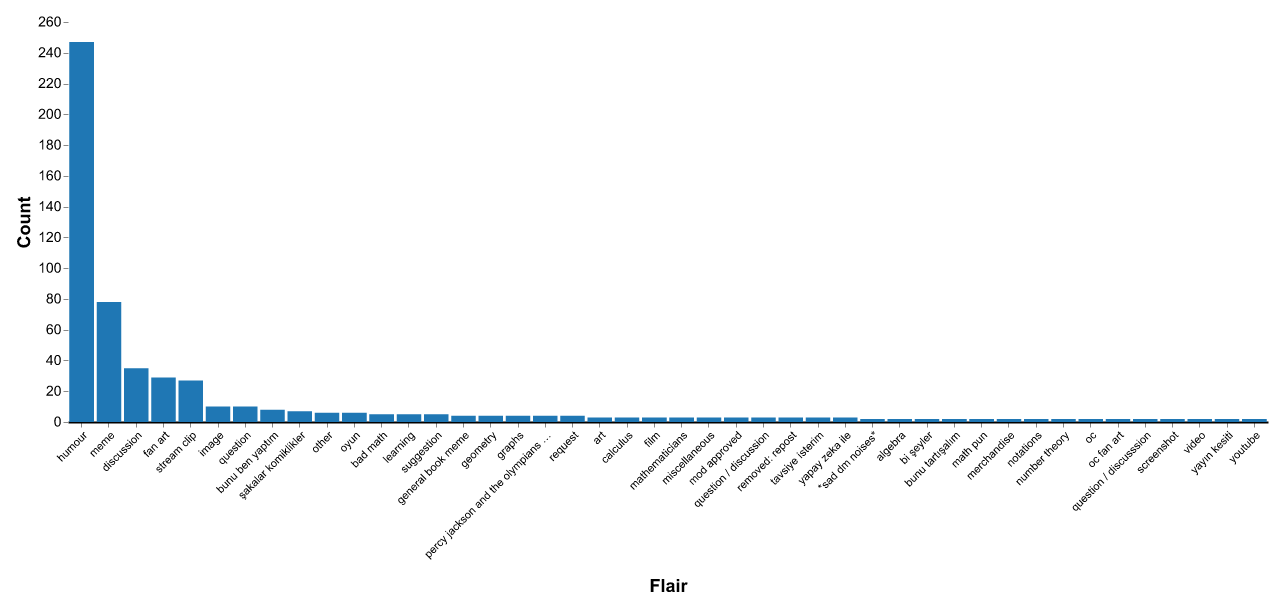 260
240
220
200
180
160
140
120
100
80
60
40
20
0
Count
humour
meme
discussion
fan art
stream clip
image
question
bunu ben yaptım
şakalar komiklikler
other
oyun
bad math
learning
suggestion
general book meme
geometry
graphs
percy jackson and the olympians …
request
art
calculus
film
mathematicians
miscellaneous
mod approved
question / discussion
removed: repost
tavsiye isterim
yapay zeka ile
*sad dm noises*
algebra
bi şeyler
bunu tartışalım
math pun
merchandise
notations
number theory
oc
oc fan art
question / discusssion
screenshot
video
yayın kesiti
youtube
Flair